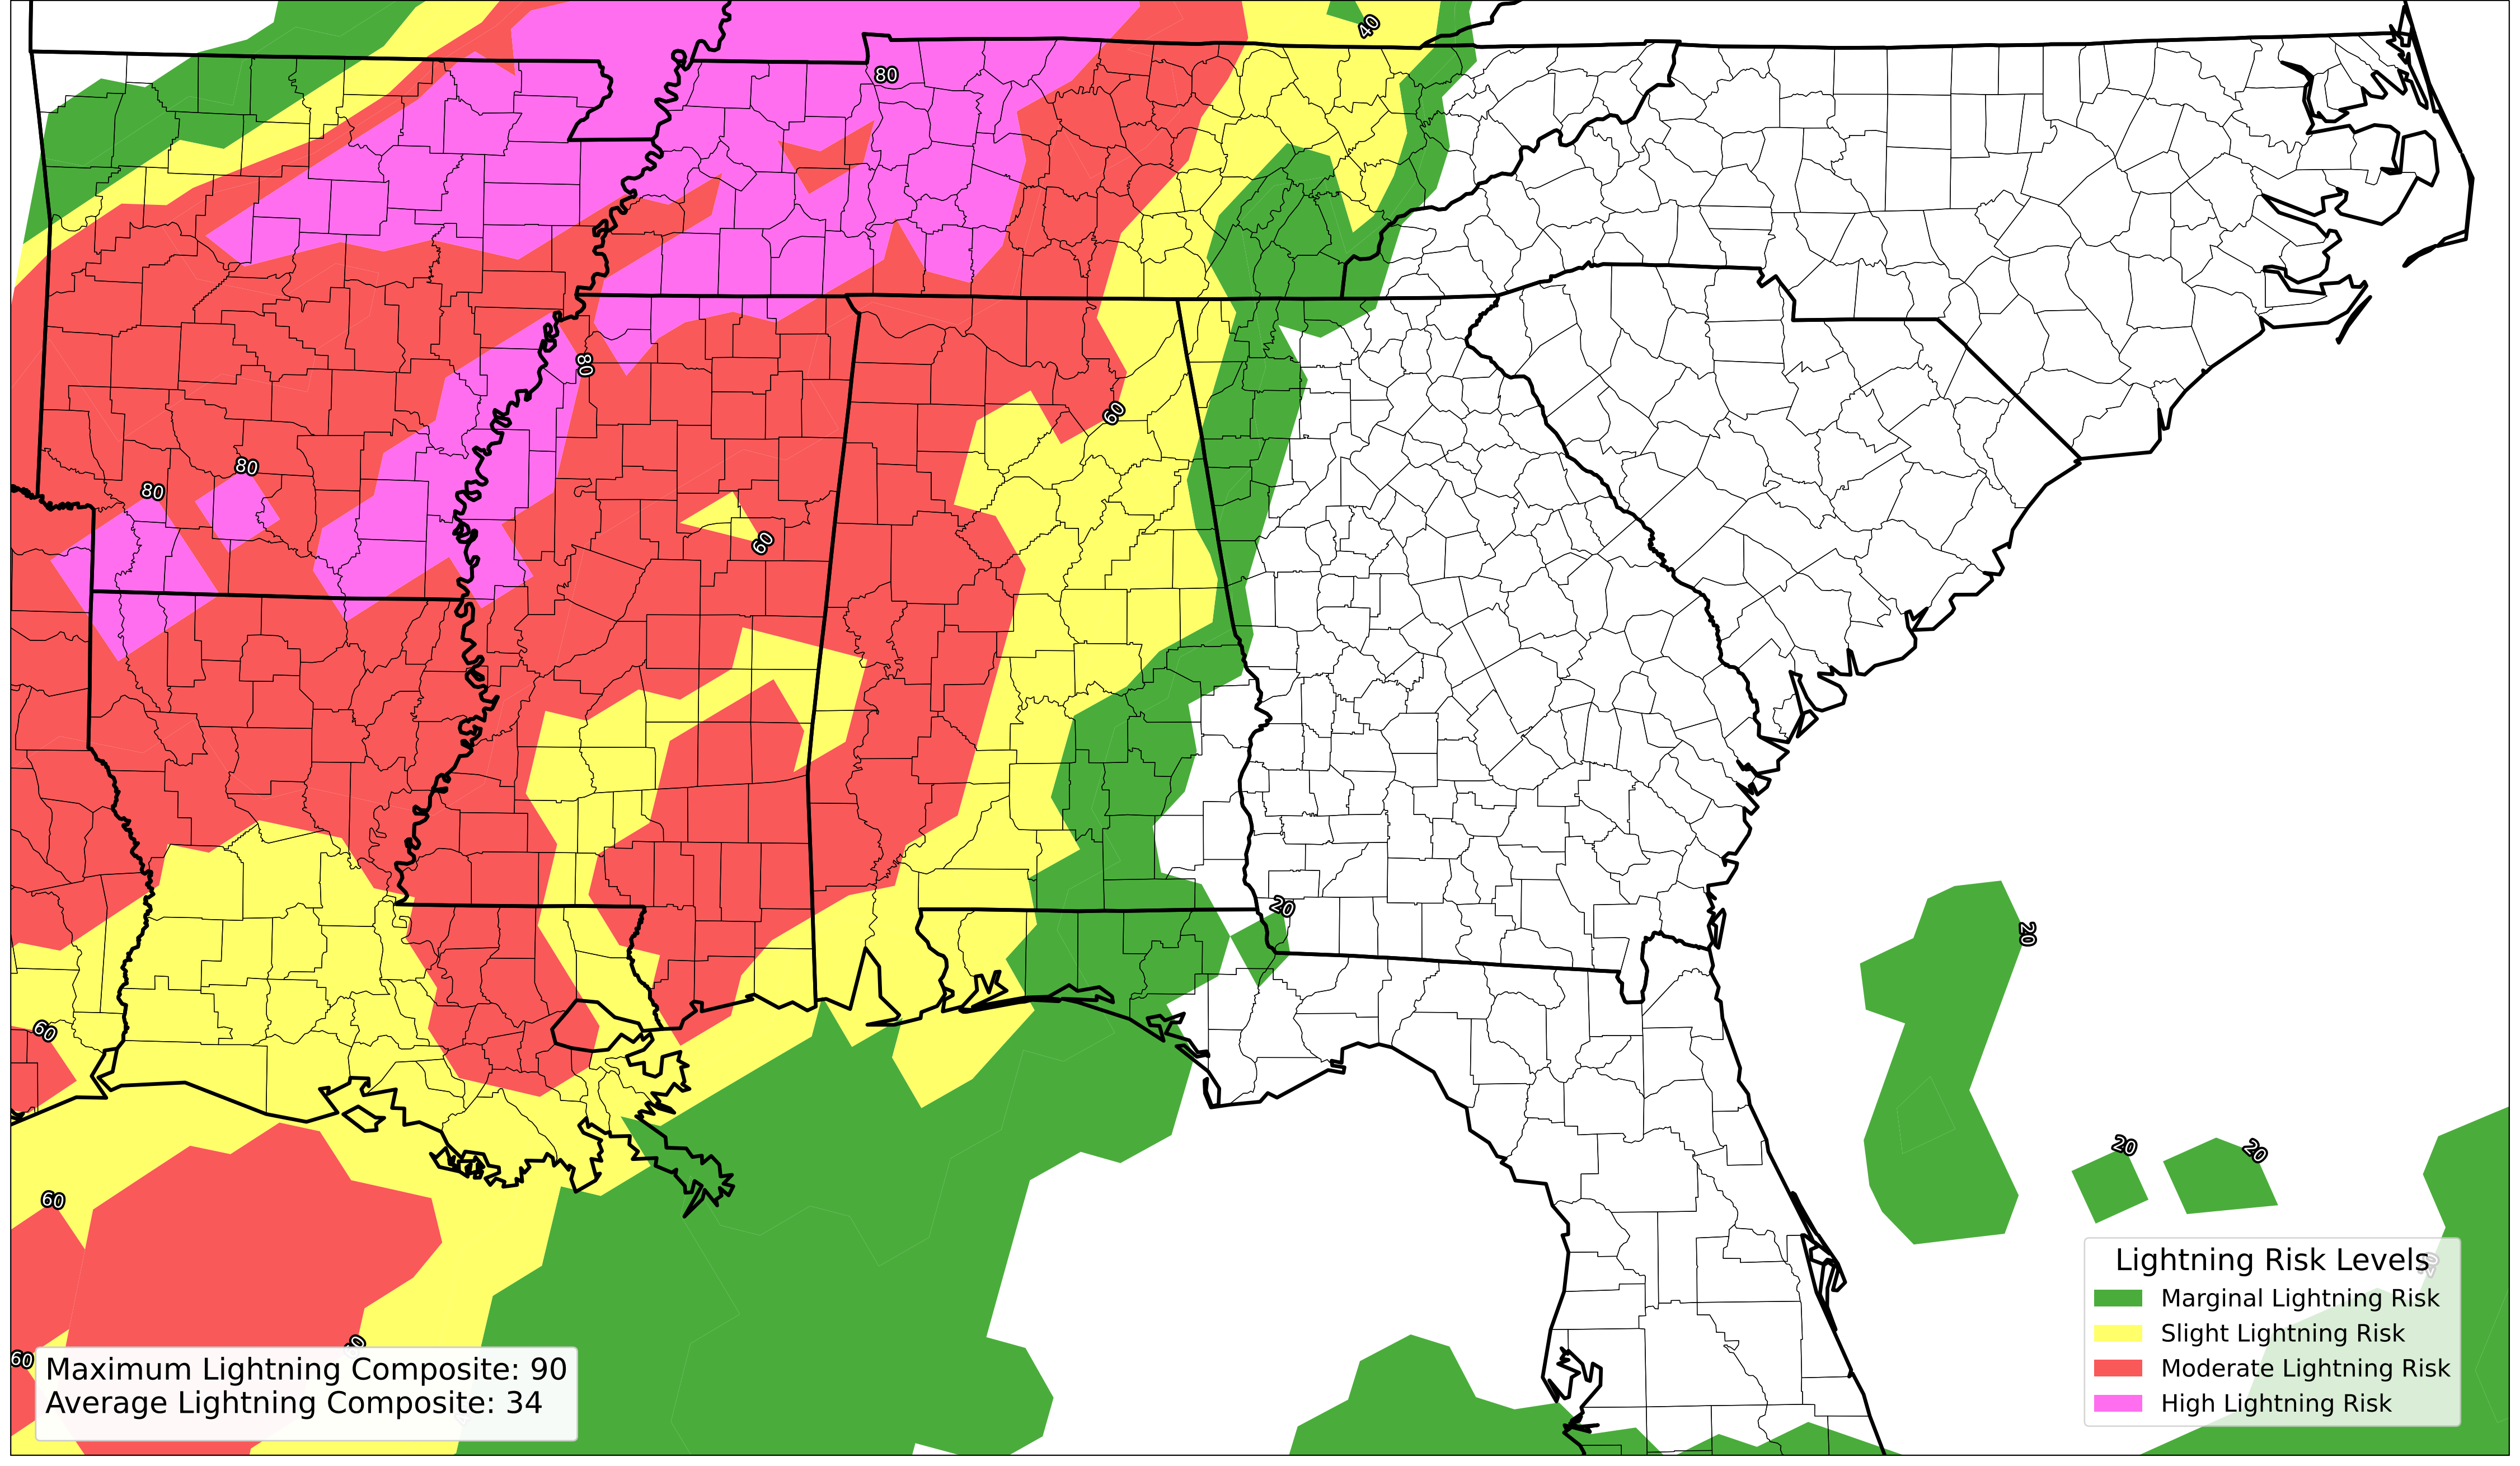 40
80
80
60
80
80
60
20
20
60
20
20
60
Lightning Risk Levels
Marginal Lightning Risk
Slight Lightning Risk
Moderate Lightning Risk
High Lightning Risk
60
Maximum Lightning Composite: 90
Average Lightning Composite: 34